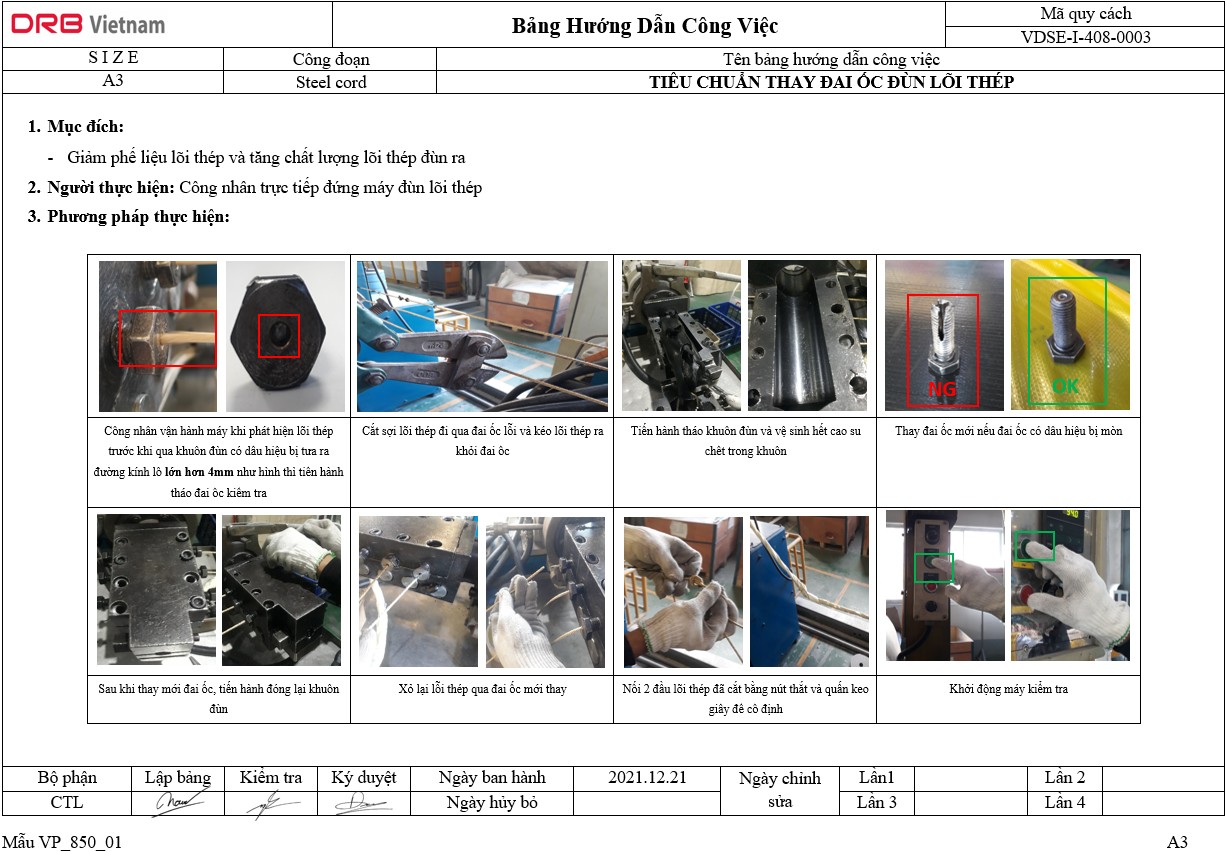 DRB Vietnam
Bảng Hướng Dẫn Công Việc
Mã quy cách
VDSE-I-408-0003
S I Z E
Công đoạn
Tên bảng hướng dẫn công việc
A3
Steel cord
TIÊU CHUẨN THAY ĐAI ỐC ĐÙN LÕI THÉP
1. Mục đích:
- Giảm phế liệu lõi thép và tăng chất lượng lõi thép đùn ra
2. Người thực hiện: Công nhân trực tiếp đứng máy đùn lõi thép
3. Phương pháp thực hiện:
NG
OK
Công nhân vận hành máy khi phát hiện lõi thép
trước khi qua khuôn đùn có dấu hiệu bị tưa ra
đường kính lỗ lớn hơn 4mm như hình thì tiến hành
tháo đai ốc kiểm tra
Cắt sợi lõi thép đi qua đai ốc lỗi và kéo lõi thép ra
khỏi đai ốc
Tiến hành tháo khuôn đùn và vệ sinh hết cao su
chết trong khuôn
Thay đai ốc mới nếu đai ốc có dấu hiệu bị mòn
Sau khi thay mới đai ốc, tiến hành đóng lại khuôn
đùn
Xỏ lại lỗi thép qua đai ốc mới thay
Nối 2 đầu lõi thép đã cắt bằng nút thắt và quấn keo
giấy để cố định
Khởi động máy kiểm tra
Bộ phận
Lập bảng
Kiểm tra
Ký duyệt
Ngày ban hành
2021.12.21
Ngày chỉnh
sửa
Lần1
Lần 2
CTL
Ngày hủy bỏ
Lần 3
Lần 4
Mẫu VP_850_01
A3